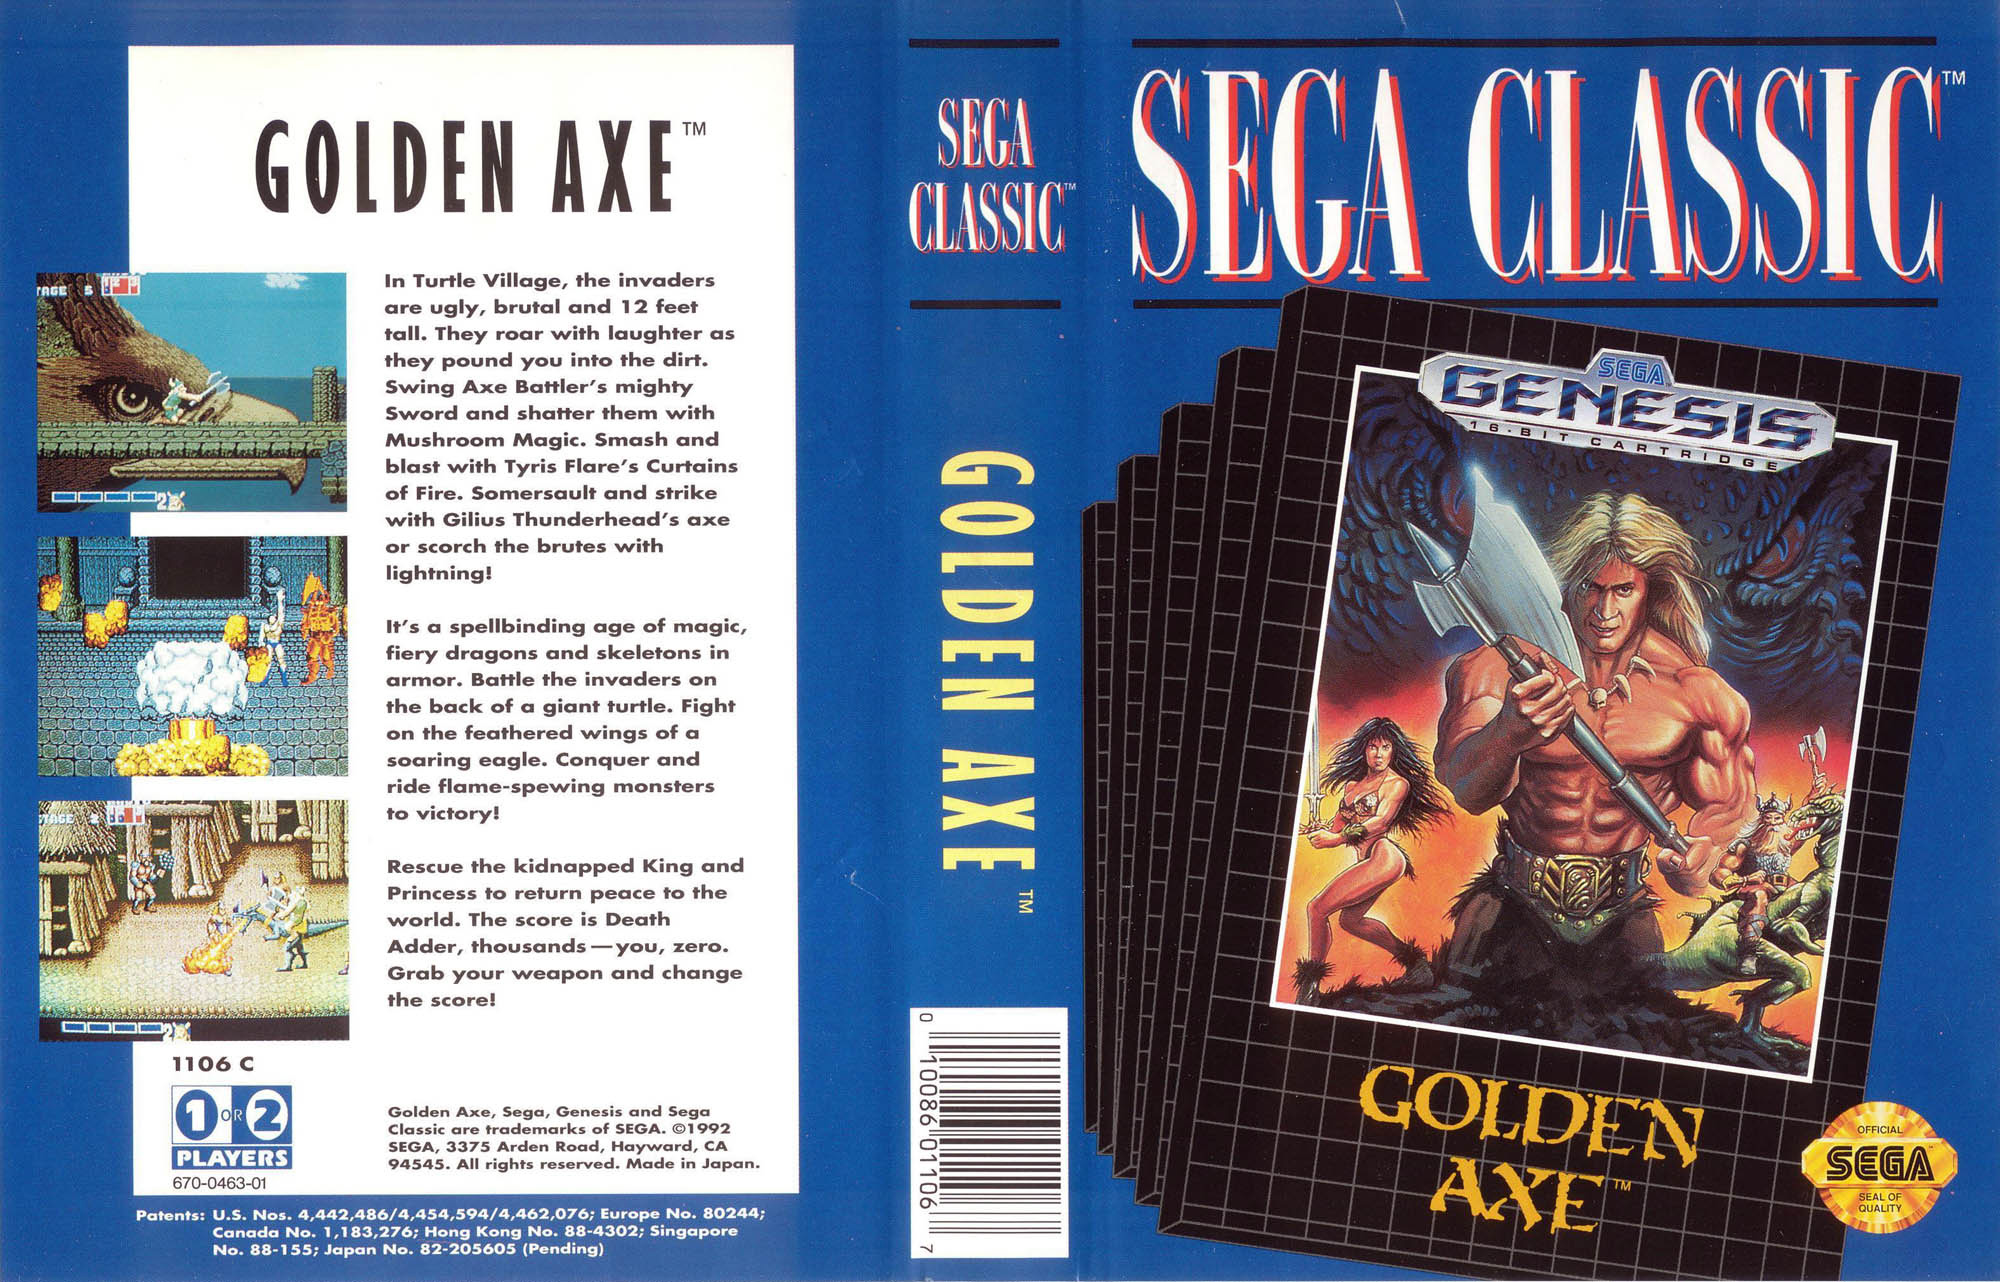 GOLDEN AXE™
In Turtle Village, the invaders
are ugly, brutal and 12 feet
tall. They roar with laughter as
they pound you into the dirt.
Swing Axe Battler's mighty
Sword and shatter them with
Mushroom Magic. Smash and
blast with Tyris Flare's Curtains
of Fire. Somersault and strike
with Gilius Thunderhead's axe
or scorch the brutes with
lightning!
It's a spellbinding age of magic,
fiery dragons and skeletons in
armor. Battle the invaders on
the back of a giant turtle. Fight
on the feathered wings of a
soaring eagle. Conquer and
ride flame-spewing monsters
to victory!
Rescue the kidnapped King and
Princess to return peace to the
world. The score is Death
Adder, thousands — you, zero.
Grab your weapon and change
the score!
TAGE 5
2
TAGE 2
2
1106 C
1 OR 2
PLAYERS
670-0463-01
Golden Axe, Sega, Genesis and Sega
Classic are trademarks of SEGA. ©1992
SEGA, 3375 Arden Road, Hayward, CA
94545. All rights reserved. Made in Japan.
Patents: U.S. Nos. 4,442,486/4,454,594/4,462,076; Europe No. 80244;
Canada No. 1,183,276; Hong Kong No. 88-4302; Singapore
No. 88-155; Japan No. 82-205605 (Pending)
SEGA
CLASSIC™
GOLDEN AXE™
0 10086 01106 7
SEGA CLASSIC™
SEGA
GENESIS
16-BIT CARTRIDGE
GOLDEN
AXE™
OFFICIAL
SEGA™
SEAL OF
QUALITY